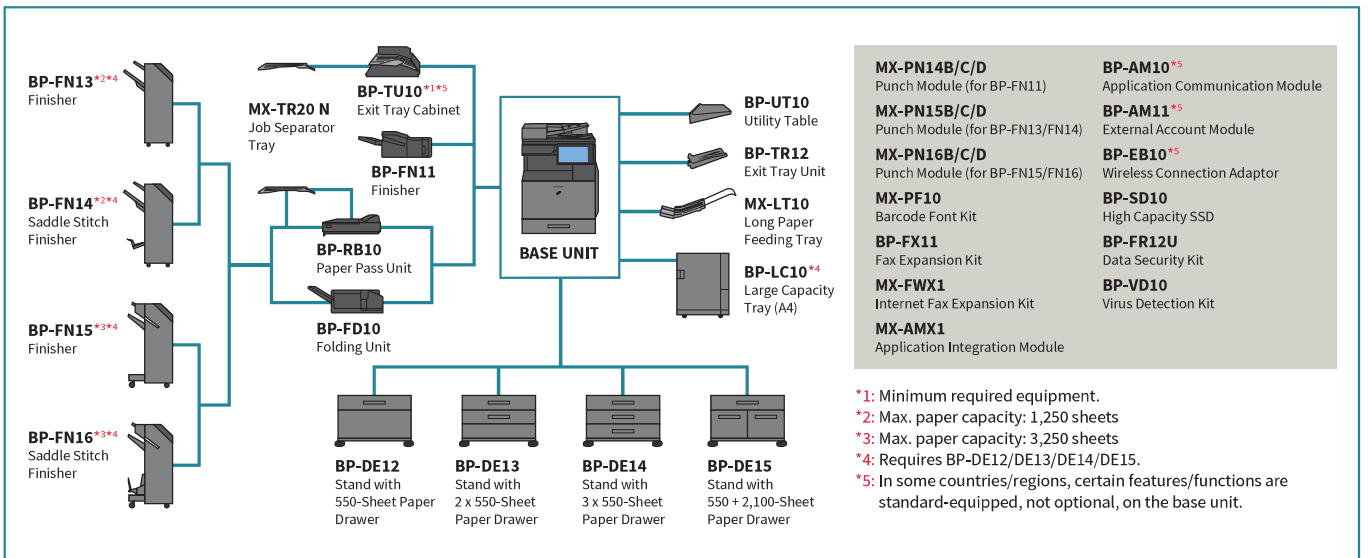 BP-FN13*2*4
Finisher
BP-FN14*2*4
Saddle Stitch
Finisher
BP-FN15*3*4
Finisher
BP-FN16*3*4
Saddle Stitch
Finisher
MX-TR20 N
Job Separator
Tray
BP-TU10*1*5
Exit Tray Cabinet
BP-FN11
Finisher
BP-RB10
Paper Pass Unit
BP-FD10
Folding Unit
BASE UNIT
BP-UT10
Utility Table
BP-TR12
Exit Tray Unit
MX-LT10
Long Paper
Feeding Tray
BP-LC10*4
Large Capacity
Tray (A4)
BP-DE12
Stand with
550-Sheet Paper
Drawer
BP-DE13
Stand with
2 x 550-Sheet
Paper Drawer
BP-DE14
Stand with
3 x 550-Sheet
Paper Drawer
BP-DE15
Stand with
550 + 2,100-Sheet
Paper Drawer
MX-PN14B/C/D
Punch Module (for BP-FN11)
MX-PN15B/C/D
Punch Module (for BP-FN13/FN14)
MX-PN16B/C/D
Punch Module (for BP-FN15/FN16)
MX-PF10
Barcode Font Kit
BP-FX11
Fax Expansion Kit
MX-FWX1
Internet Fax Expansion Kit
MX-AMX1
Application Integration Module
BP-AM10*5
Application Communication Module
BP-AM11*5
External Account Module
BP-EB10*5
Wireless Connection Adaptor
BP-SD10
High Capacity SSD
BP-FR12U
Data Security Kit
BP-VD10
Virus Detection Kit
*1: Minimum required equipment.
*2: Max. paper capacity: 1,250 sheets
*3: Max. paper capacity: 3,250 sheets
*4: Requires BP-DE12/DE13/DE14/DE15.
*5: In some countries/regions, certain features/functions are
standard-equipped, not optional, on the base unit.